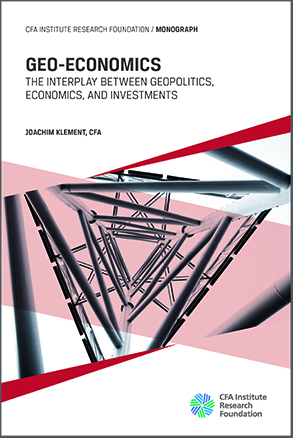 CFA INSTITUTE RESEARCH FOUNDATION / MONOGRAPH
GEO-ECONOMICS
THE INTERPLAY BETWEEN GEOPOLITICS,
ECONOMICS, AND INVESTMENTS
JOACHIM KLEMENT, CFA
CFA Institute
Research
Foundation